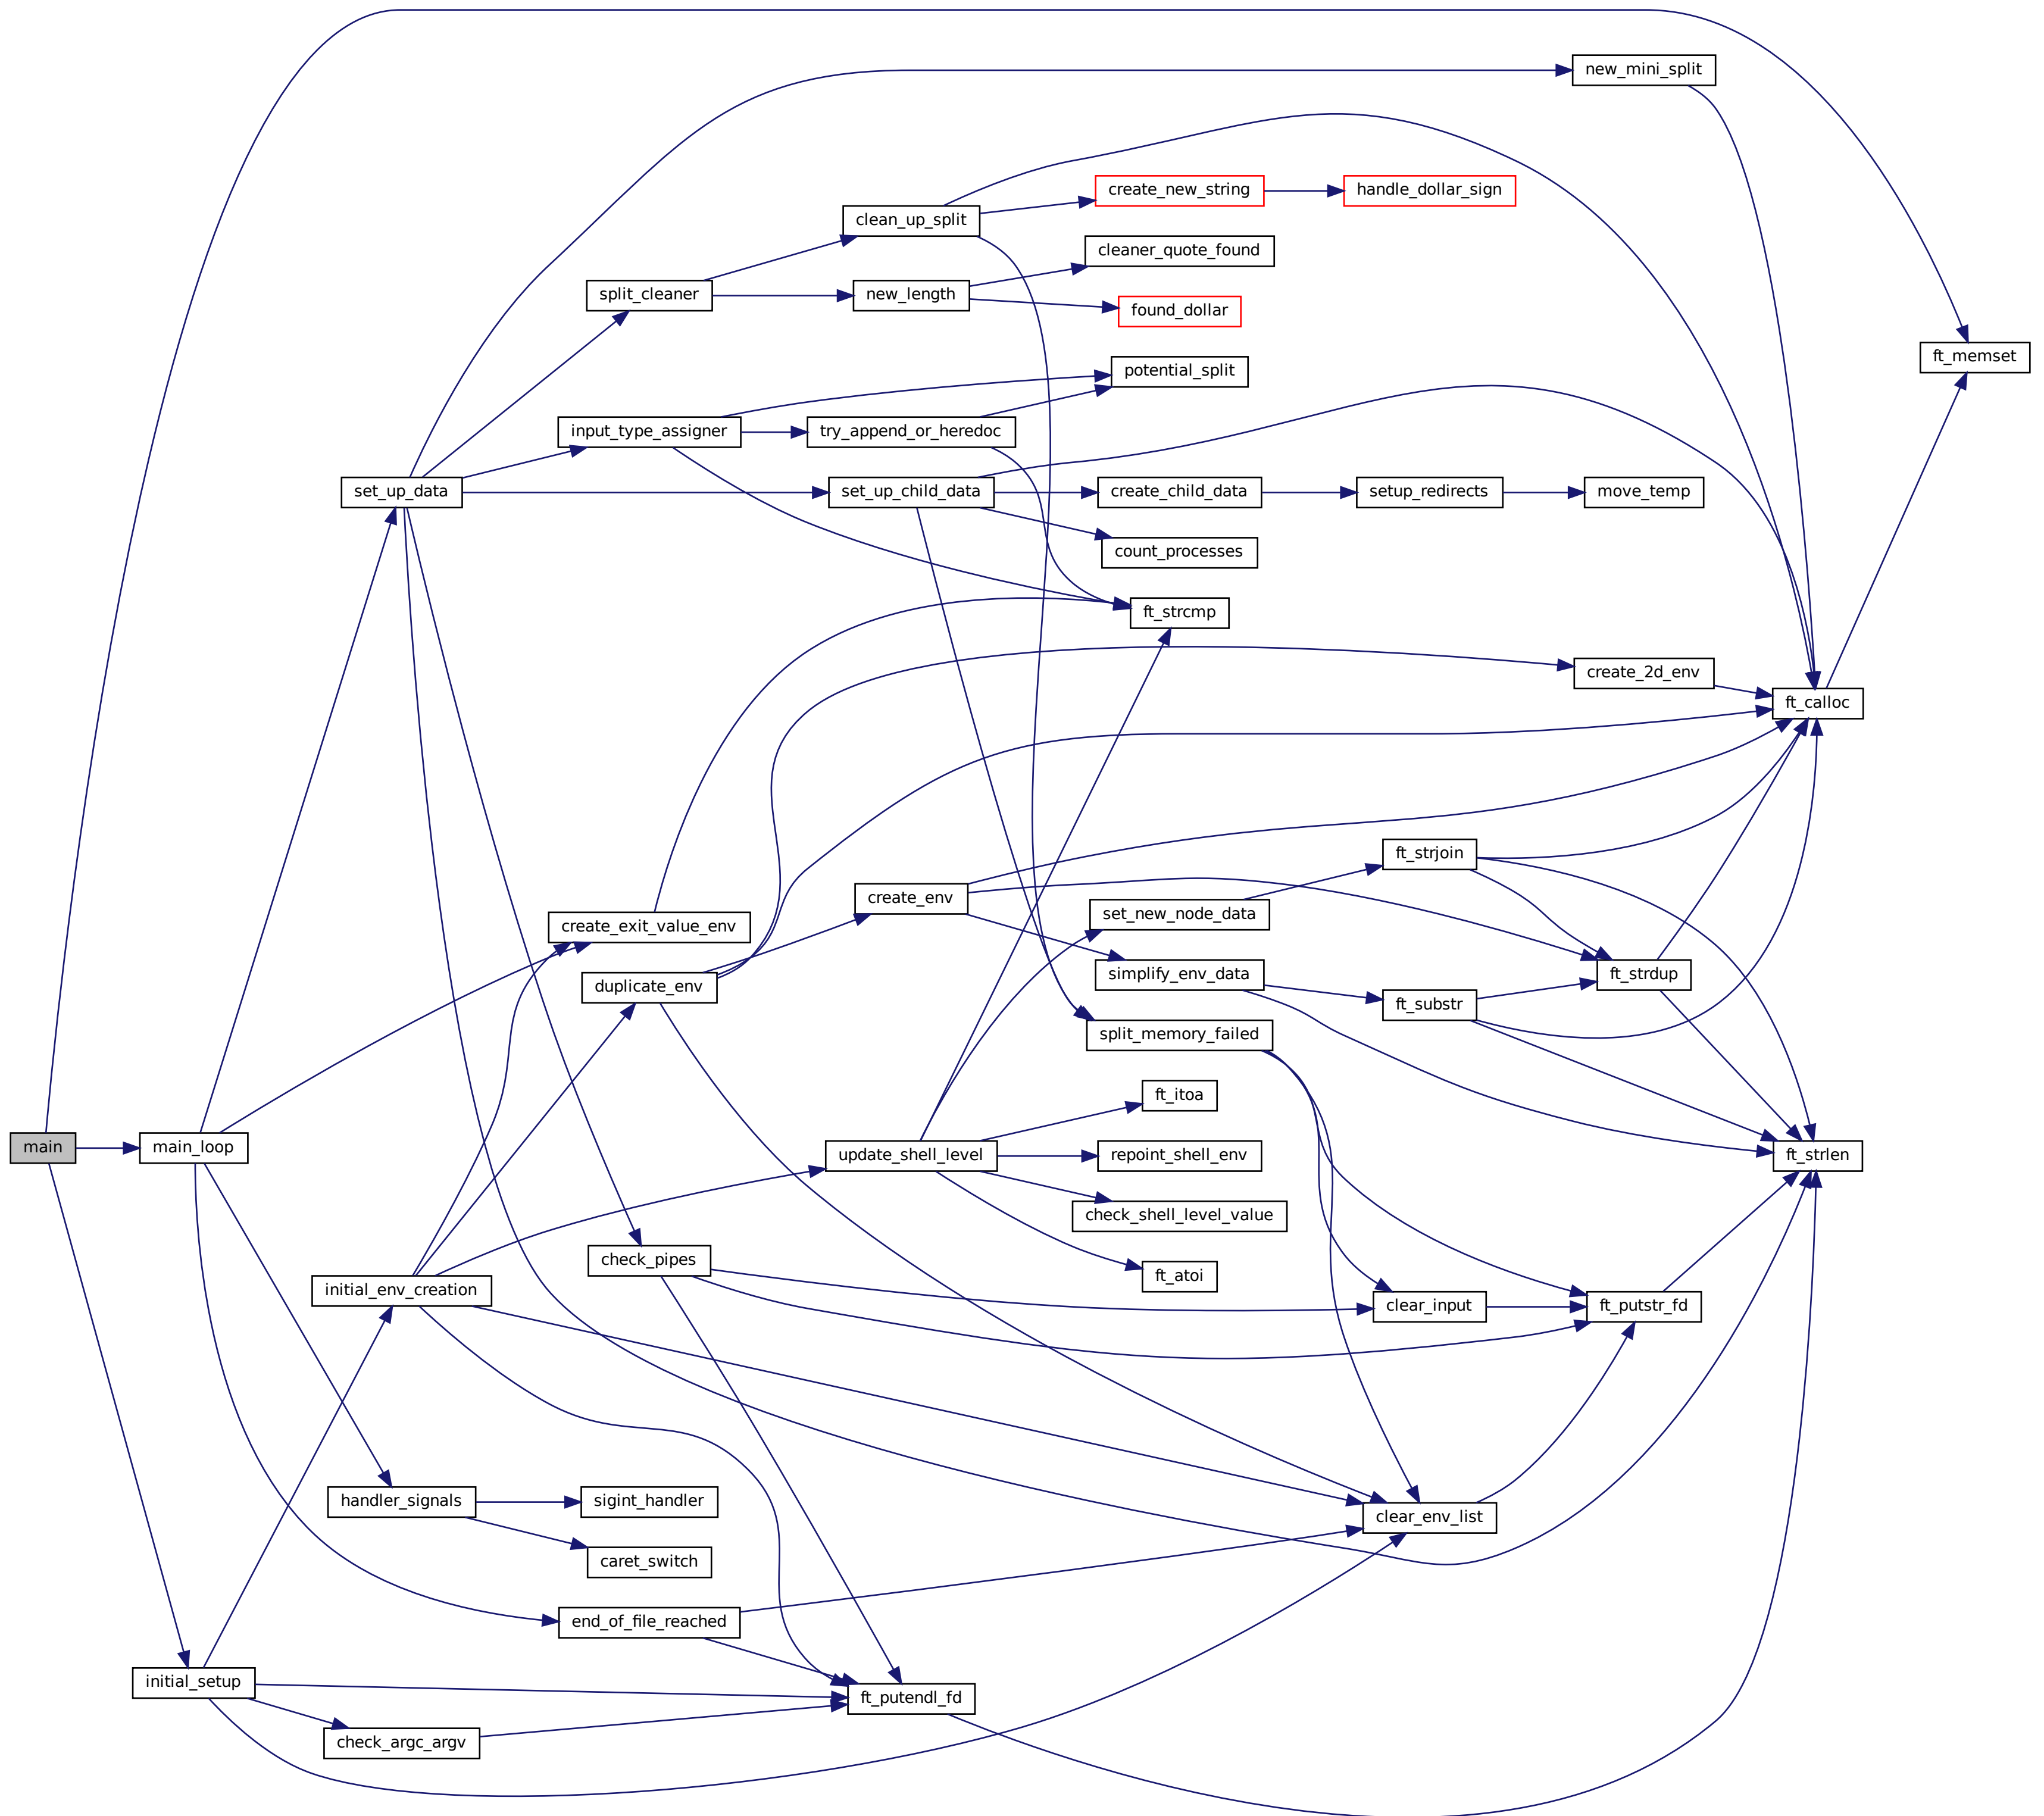 new_mini_split
create_new_string
handle_dollar_sign
clean_up_split
cleaner_quote_found
split_cleaner
new_length
found_dollar
ft_memset
potential_split
input_type_assigner
try_append_or_heredoc
set_up_data
set_up_child_data
create_child_data
setup_redirects
move_temp
count_processes
ft_strcmp
create_2d_env
ft_calloc
ft_strjoin
create_env
set_new_node_data
create_exit_value_env
simplify_env_data
ft_strdup
duplicate_env
ft_substr
split_memory_failed
ft_itoa
main
main_loop
update_shell_level
repoint_shell_env
ft_strlen
check_shell_level_value
check_pipes
ft_atoi
initial_env_creation
clear_input
ft_putstr_fd
handler_signals
sigint_handler
clear_env_list
caret_switch
end_of_file_reached
initial_setup
ft_putendl_fd
check_argc_argv